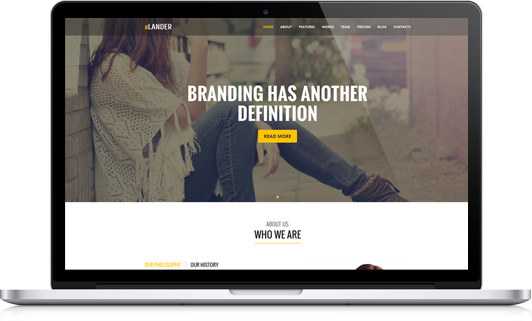 xLANDER
HOME ABOUT FEATURES WORKS TEAM PRICING BLOG CONTACTS
BRANDING HAS ANOTHER
DEFINITION
READ MORE
ABOUT US
WHO WE ARE
OUR PHILOSOPHY OUR HISTORY